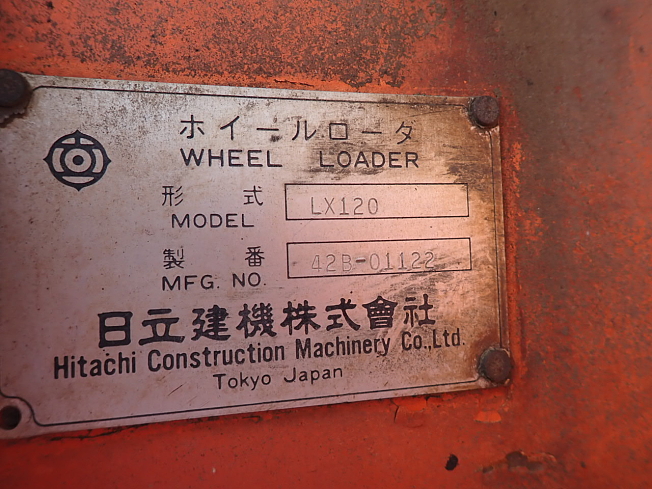 ホイールローダ
WHEEL LOADER
形式 LX120
MODEL
製番 42B-01122
MFG. NO.
日立建機株式會社
Hitachi Construction Machinery Co.,Ltd.
Tokyo Japan